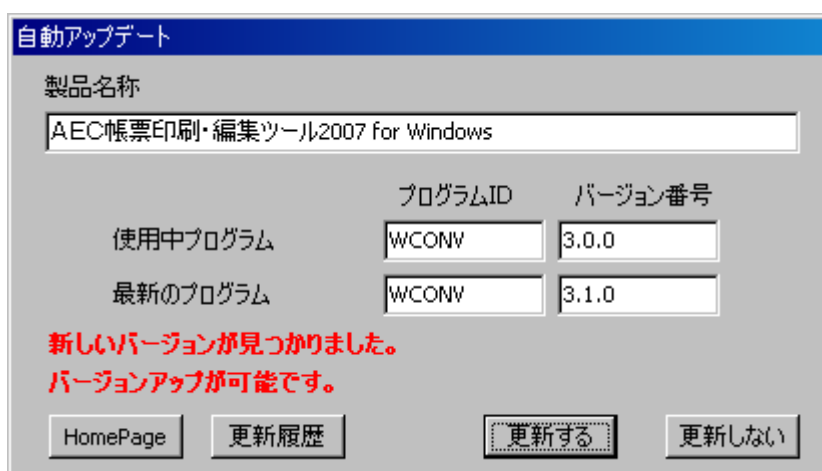 自動アップデート
製品名称
AEC帳票印刷・編集ツール2007 for Windows
プログラムID バージョン番号
使用中プログラム WCONV 3.0.0
最新のプログラム WCONV 3.1.0
新しいバージョンが見つかりました。
バージョンアップが可能です。
HomePage 更新履歴 更新する 更新しない